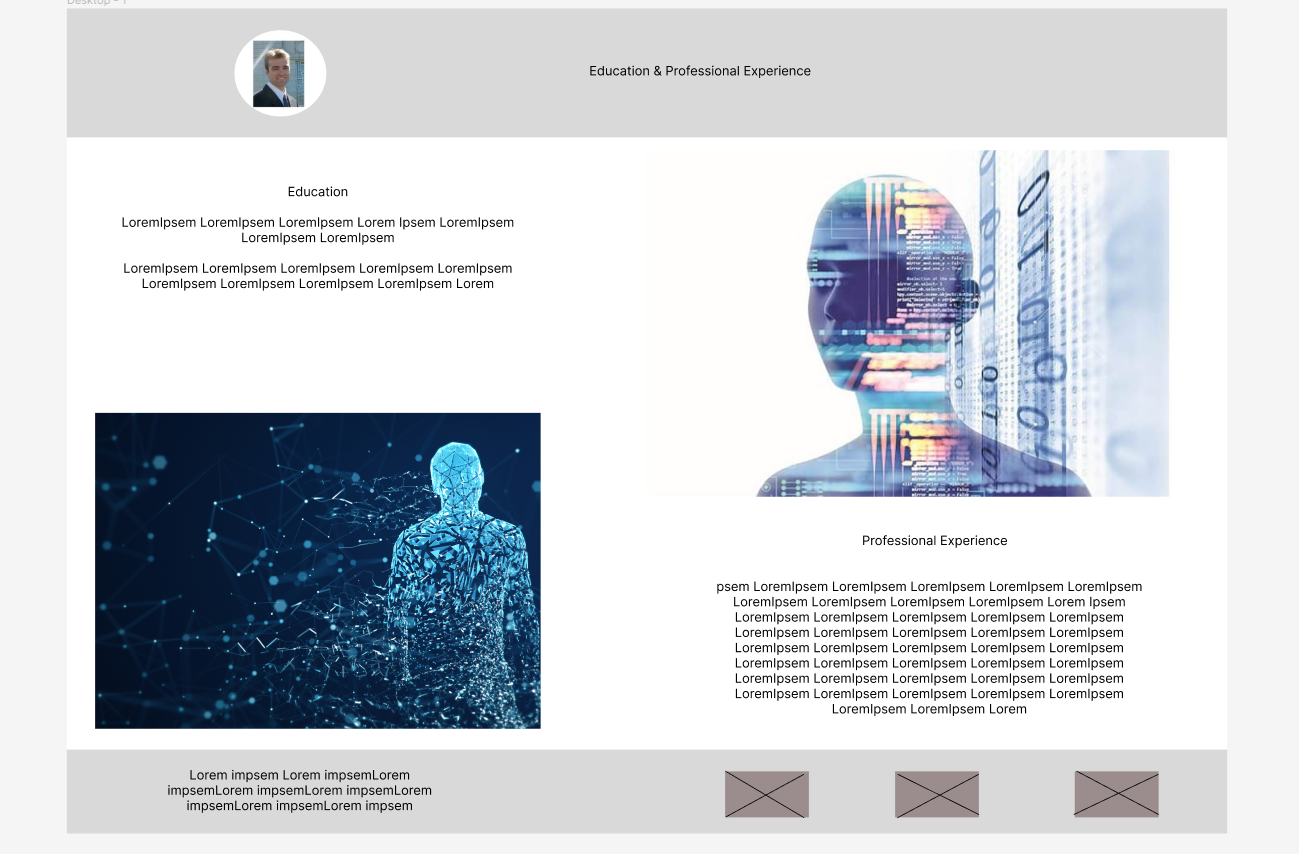 Desktop - 1
Education & Professional Experience
Education
LoremIpsem LoremIpsem LoremIpsem Lorem Ipsem LoremIpsem
LoremIpsem LoremIpsem
LoremIpsem LoremIpsem LoremIpsem LoremIpsem LoremIpsem
LoremIpsem LoremIpsem LoremIpsem LoremIpsem Lorem
Professional Experience
psem LoremIpsem LoremIpsem LoremIpsem LoremIpsem LoremIpsem
LoremIpsem LoremIpsem LoremIpsem LoremIpsem Lorem Ipsem
LoremIpsem LoremIpsem LoremIpsem LoremIpsem LoremIpsem
LoremIpsem LoremIpsem LoremIpsem LoremIpsem LoremIpsem
LoremIpsem LoremIpsem LoremIpsem LoremIpsem LoremIpsem
LoremIpsem LoremIpsem LoremIpsem LoremIpsem LoremIpsem
LoremIpsem LoremIpsem LoremIpsem LoremIpsem LoremIpsem
LoremIpsem LoremIpsem LoremIpsem LoremIpsem LoremIpsem
LoremIpsem LoremIpsem Lorem
Lorem impsem Lorem impsemLorem
impsemLorem impsemLorem impsemLorem
impsemLorem impsemLorem impsem